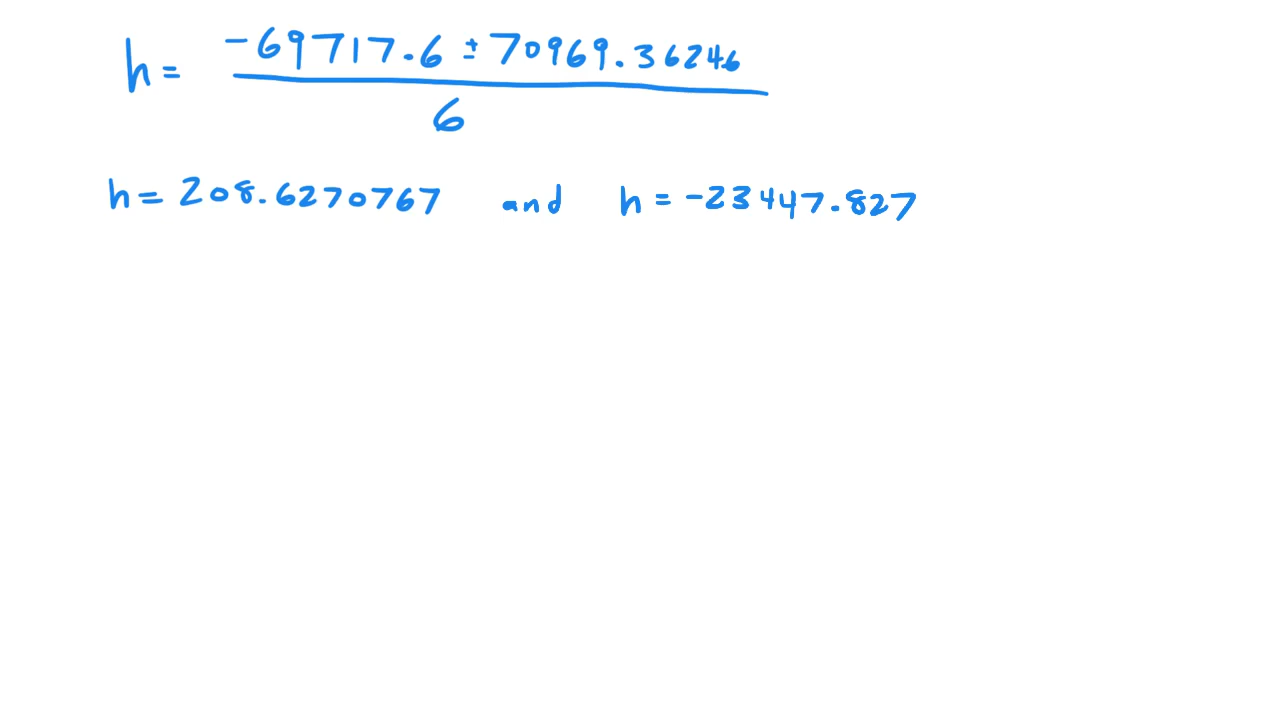 h = -69717.6 ± 70969.36246
6
h = 208.6270767 and h = -23447.827